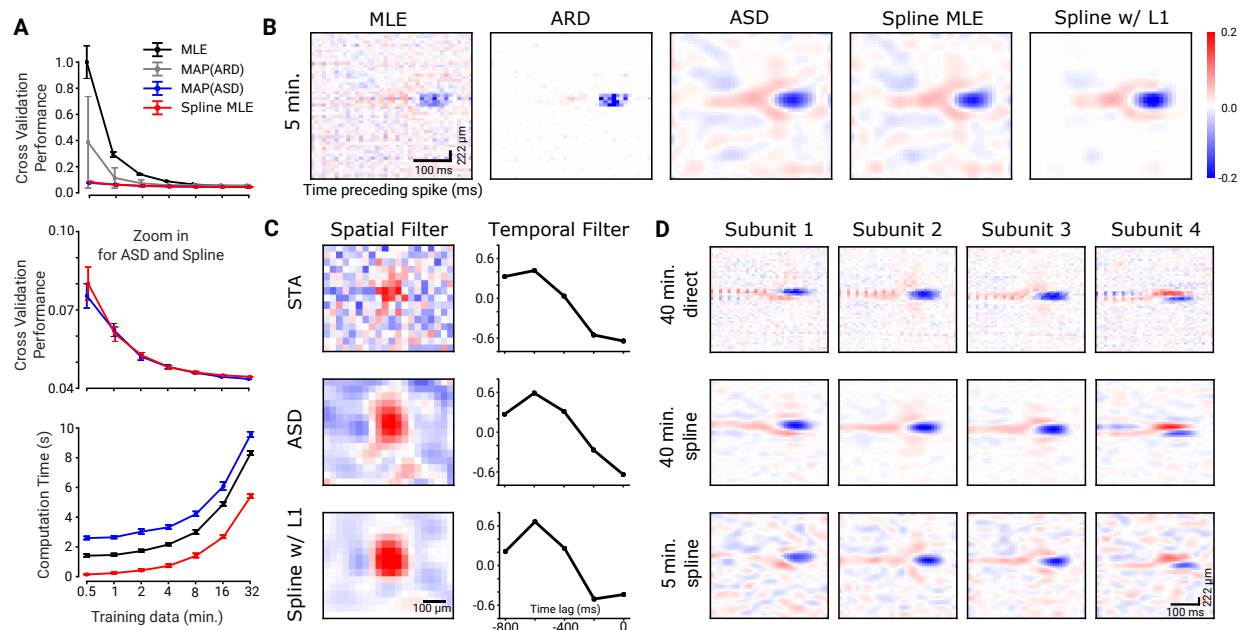 A
MLE
MAP(ARD)
MAP(ASD)
Spline MLE
Cross Validation
Performance
1.0
0.8
0.6
0.4
0.2
0.0
Zoom in
for ASD and Spline
Cross Validation
Performance
0.10
0.07
0.04
Computation Time (s)
10
8
6
4
2
0
0.5
1
2
4
8
16
32
Training data (min.)
B
MLE
ARD
ASD
Spline MLE
Spline w/ L1
5 min.
100 ms
222 µm
Time preceding spike (ms)
0.2
0.0
-0.2
C
Spatial Filter
Temporal Filter
STA
0.6
0.0
-0.6
ASD
0.6
0.0
-0.6
Spline w/ L1
100 µm
0.6
0.0
-0.6
Time lag (ms)
-800
-400
0
D
Subunit 1
Subunit 2
Subunit 3
Subunit 4
40 min.
direct
40 min.
spline
5 min.
spline
100 ms
222 µm